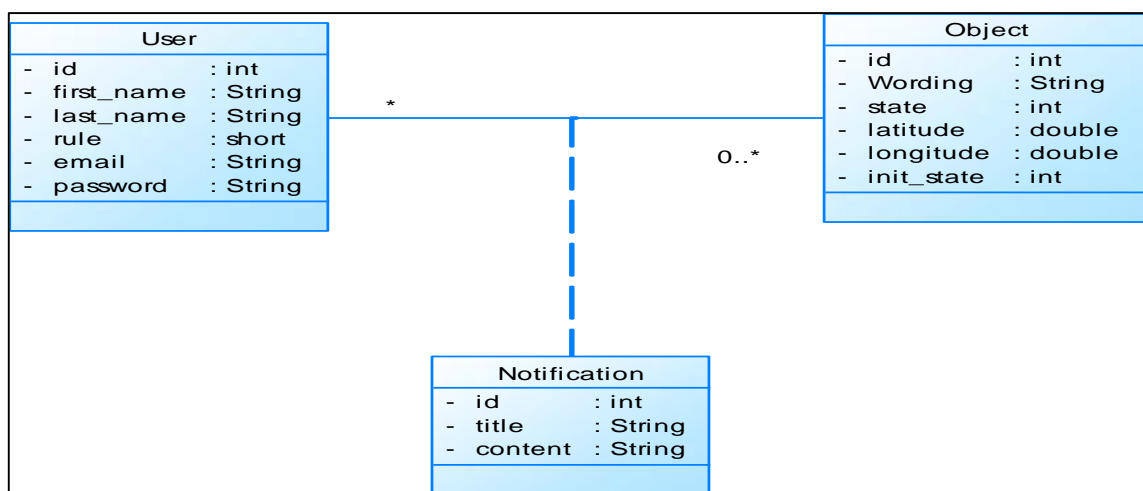 User
- id : int
- first_name : String
- last_name : String
- rule : short
- email : String
- password : String
*
0..*
Object
- id : int
- Wording : String
- state : int
- latitude : double
- longitude : double
- init_state : int
Notification
- id : int
- title : String
- content : String